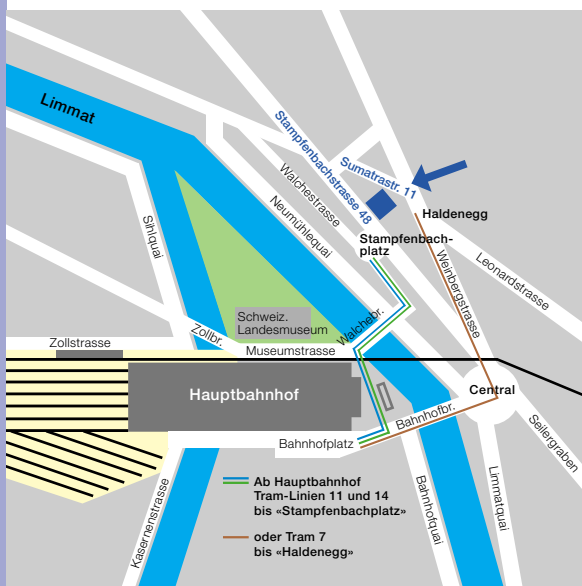 Limmat
Stampfenbachstrasse 48
Sumatrastr. 11
Walchestrasse
Neumühlequai
Haldenegg
Stampfenbach-
platz
Sihlquai
Weinbergstrasse
Leonardstrasse
Schweiz.
Landesmuseum
Walchebr.
Zollbr.
Zollstrasse
Museumstrasse
Hauptbahnhof
Central
Bahnhofbr.
Bahnhofplatz
Seilergraben
Kasernenstrasse
Bahnhofquai
Limmatquai
Ab Hauptbahnhof
Tram-Linien 11 und 14
bis «Stampfenbachplatz»
oder Tram 7
bis «Haldenegg»